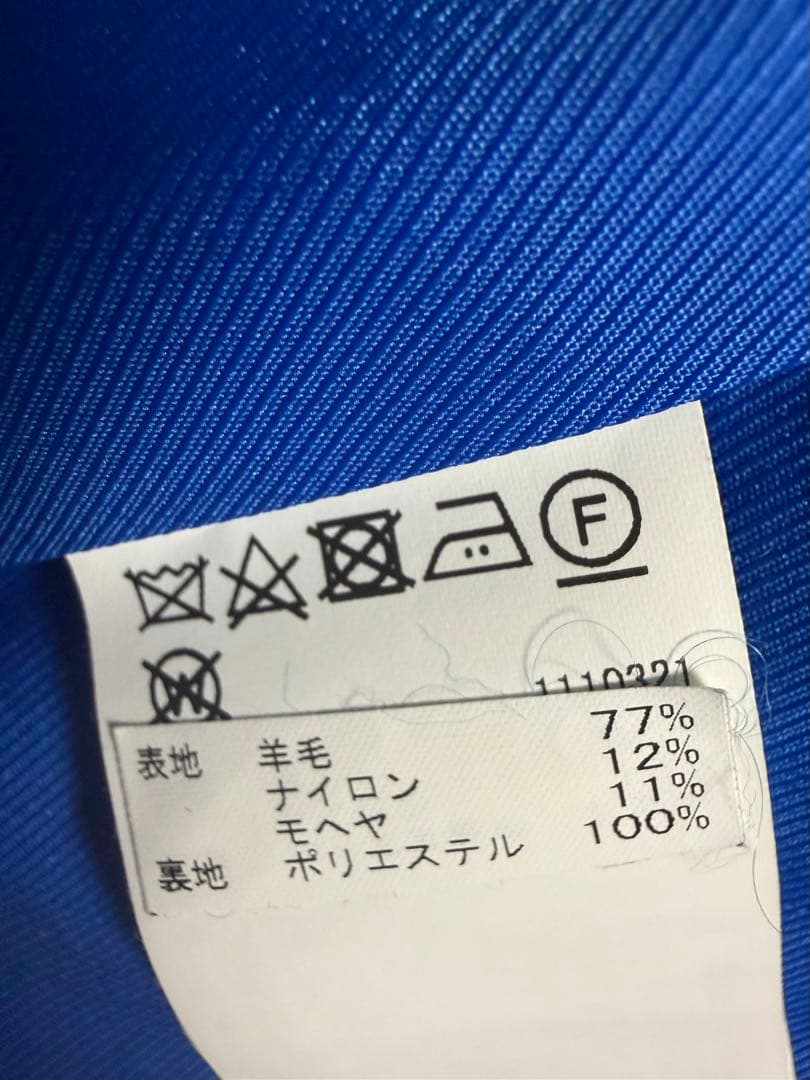 F
W
1110321
表地 羊毛 77%
ナイロン 12%
モヘヤ 11%
裏地 ポリエステル 100%